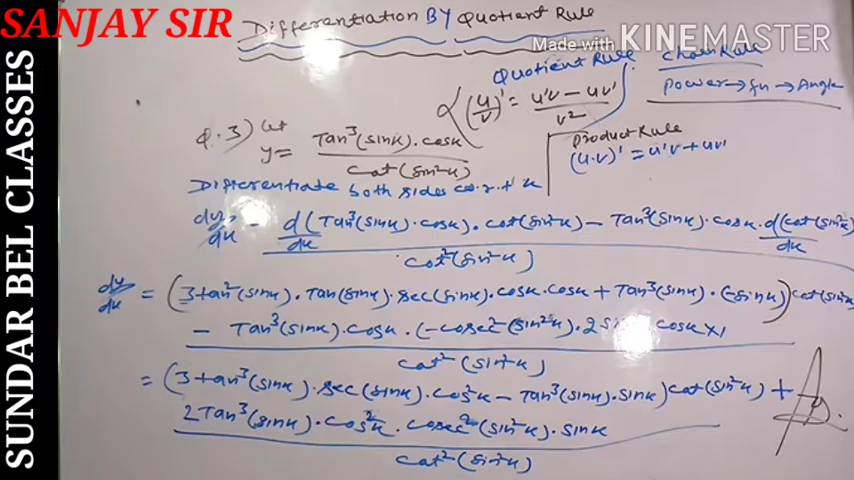 SANJAY SIR
SUNDAR BEL CLASSES
Differentiation BY Quotient Rule
Made with KINEMASTER
Quotient Rule
Chain Rule
(u/v)' = u'v - uv' / v²
Power → fn → Angle
Q.3) Let
y = Tan³(sinx).cosx / cot(sin²x)
Product Rule
(u.v)' = u'v + uv'
Differentiate both sides w.r.t x
dy/dx = d/dx(Tan³(sinx).cosx).cot(sin²x) - Tan³(sinx).cosx.d(cot(sin²x)/dx
cot²(sin²x)
dy/dx = (3tan²(sinx).Tan(sinx).sec(sinx).cosx.cosx + Tan³(sinx).(-sinx))cot(sin²x)
- Tan³(sinx).cosx.(-cosec²(sin²x).2sinx cosx x1
cot²(sin²x)
= (3tan³(sinx).sec(sinx).cos²x - Tan³(sinx).sinx)cot(sin²x) +
2Tan³(sinx).cos²x.cosec²(sin²x).sinx
cot²(sin²x)